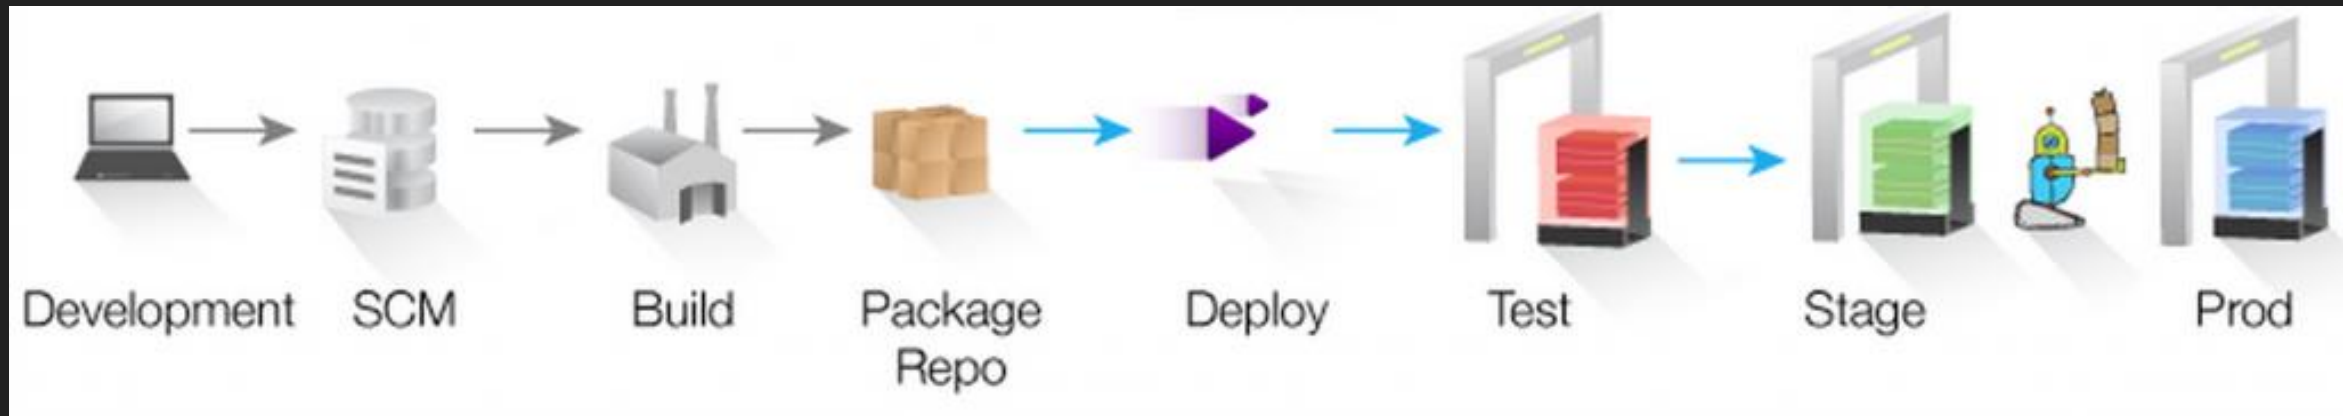 Development
SCM
Build
Package
Repo
Deploy
Test
Stage
Prod